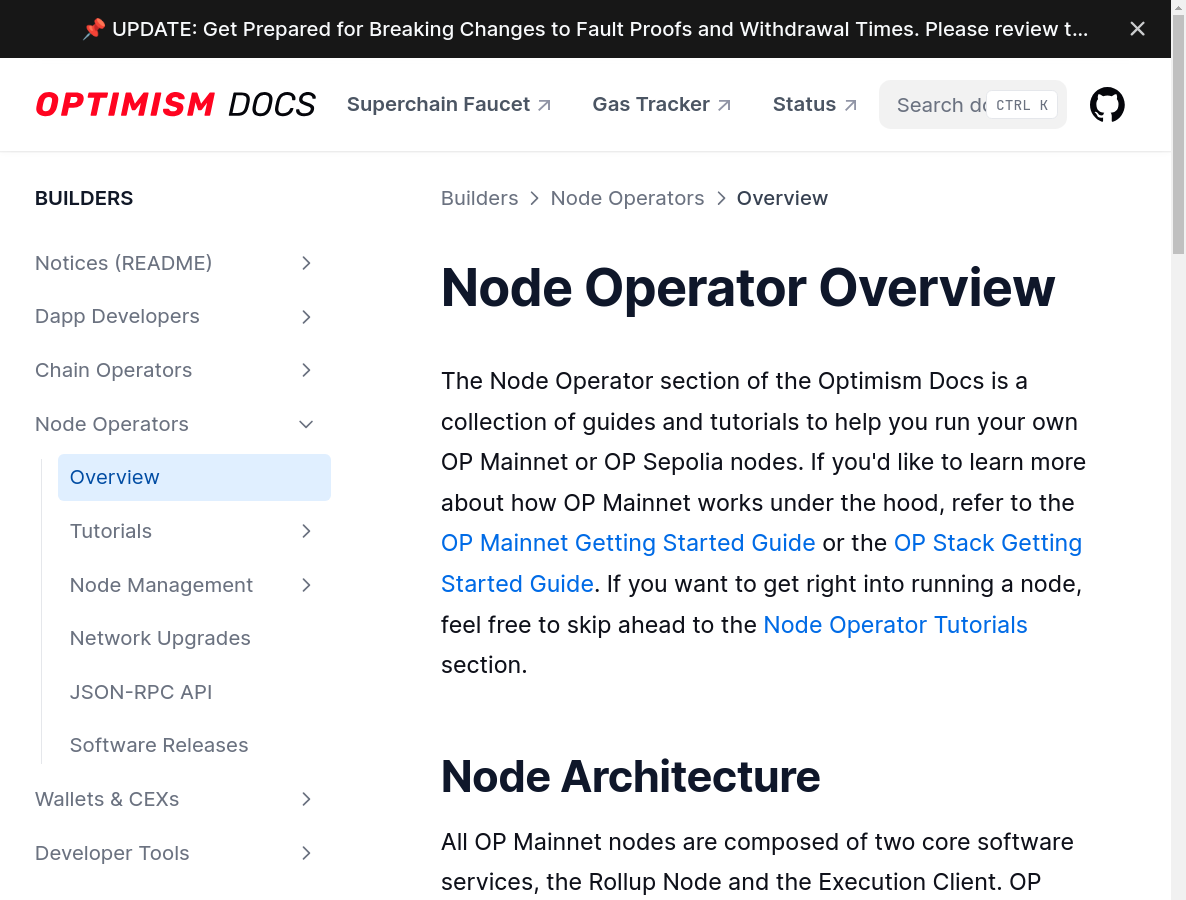 📌 UPDATE: Get Prepared for Breaking Changes to Fault Proofs and Withdrawal Times. Please review t...
OPTIMISM DOCS
Superchain Faucet
Gas Tracker
Status
Search do
CTRL K
BUILDERS
Notices (README)
Dapp Developers
Chain Operators
Node Operators
Overview
Tutorials
Node Management
Network Upgrades
JSON-RPC API
Software Releases
Wallets & CEXs
Developer Tools
Builders > Node Operators > Overview
Node Operator Overview
The Node Operator section of the Optimism Docs is a
collection of guides and tutorials to help you run your own
OP Mainnet or OP Sepolia nodes. If you'd like to learn more
about how OP Mainnet works under the hood, refer to the
OP Mainnet Getting Started Guide or the OP Stack Getting
Started Guide. If you want to get right into running a node,
feel free to skip ahead to the Node Operator Tutorials
section.
Node Architecture
All OP Mainnet nodes are composed of two core software
services, the Rollup Node and the Execution Client. OP